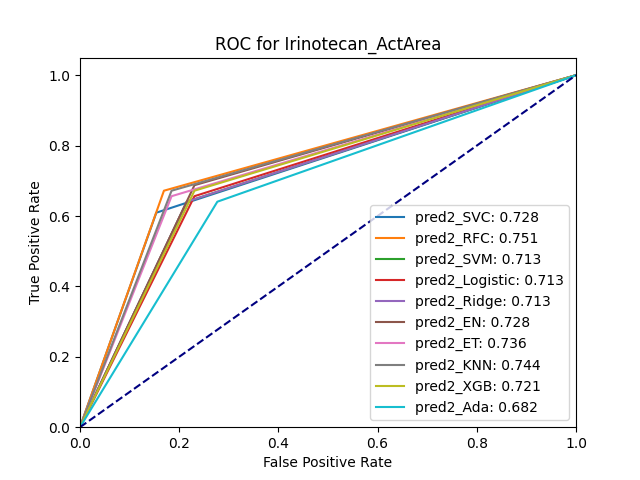 ROC for Irinotecan_ActArea
True Positive Rate
1.0
0.8
0.6
0.4
0.2
0.0
pred2_SVC: 0.728
pred2_RFC: 0.751
pred2_SVM: 0.713
pred2_Logistic: 0.713
pred2_Ridge: 0.713
pred2_EN: 0.728
pred2_ET: 0.736
pred2_KNN: 0.744
pred2_XGB: 0.721
pred2_Ada: 0.682
0.0 0.2 0.4 0.6 0.8 1.0
False Positive Rate